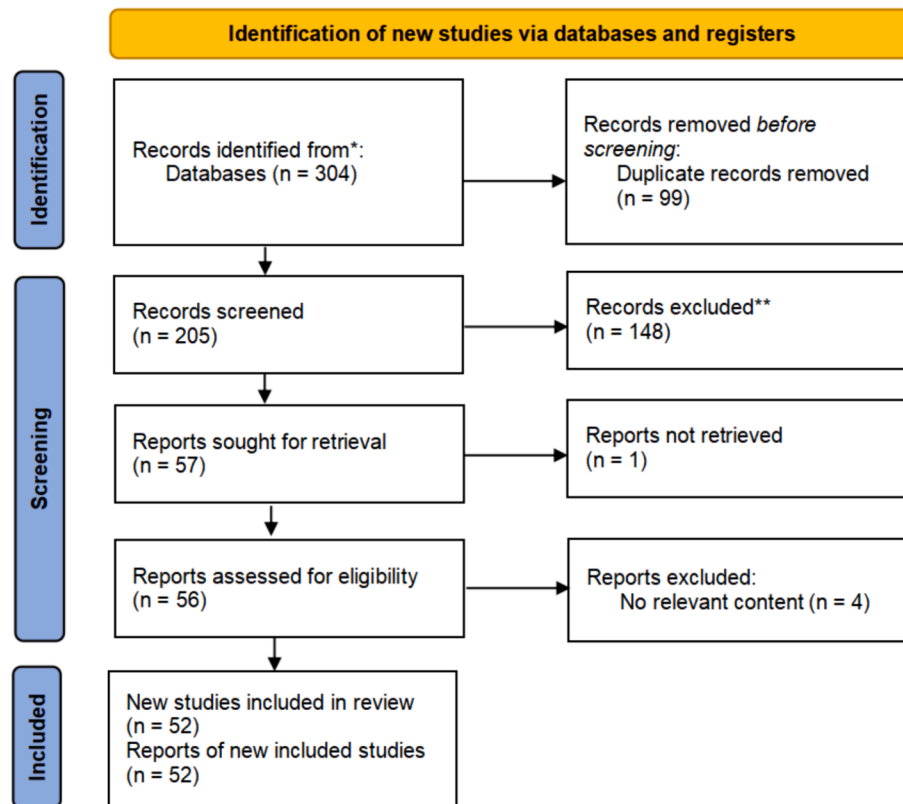 Identification of new studies via databases and registers
Identification
Records identified from*:
Databases (n = 304)
Records removed before
screening:
Duplicate records removed
(n = 99)
Screening
Records screened
(n = 205)
Records excluded**
(n = 148)
Reports sought for retrieval
(n = 57)
Reports not retrieved
(n = 1)
Reports assessed for eligibility
(n = 56)
Reports excluded:
No relevant content (n = 4)
Included
New studies included in review
(n = 52)
Reports of new included studies
(n = 52)